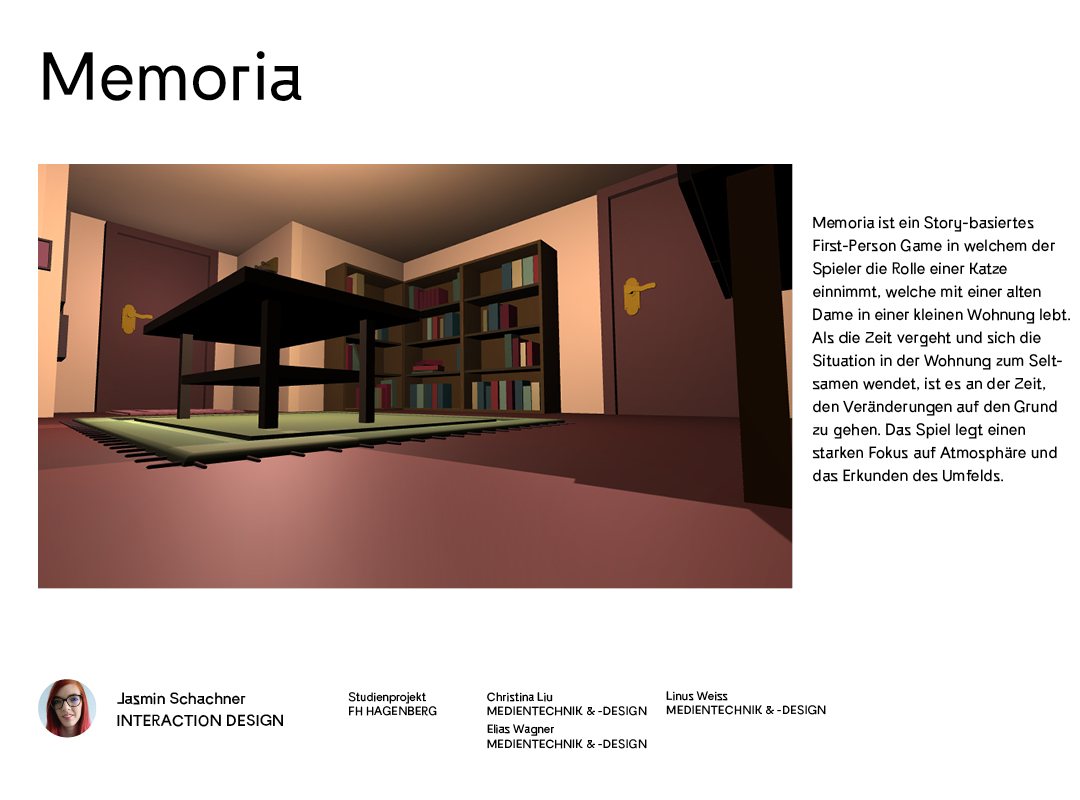 Memoria
Memoria ist ein Story-basiertes
First-Person Game in welchem der
Spieler die Rolle einer Katze
einnimmt, welche mit einer alten
Dame in einer kleinen Wohnung lebt.
Als die Zeit vergeht und sich die
Situation in der Wohnung zum Selt-
samen wendet, ist es an der Zeit,
den Veränderungen auf den Grund
zu gehen. Das Spiel legt einen
starken Fokus auf Atmosphäre und
das Erkunden des Umfelds.
Jasmin Schachner
INTERACTION DESIGN
Studienprojekt
FH HAGENBERG
Christina Liu
MEDIENTECHNIK & -DESIGN
Elias Wagner
MEDIENTECHNIK & -DESIGN
Linus Weiss
MEDIENTECHNIK & -DESIGN